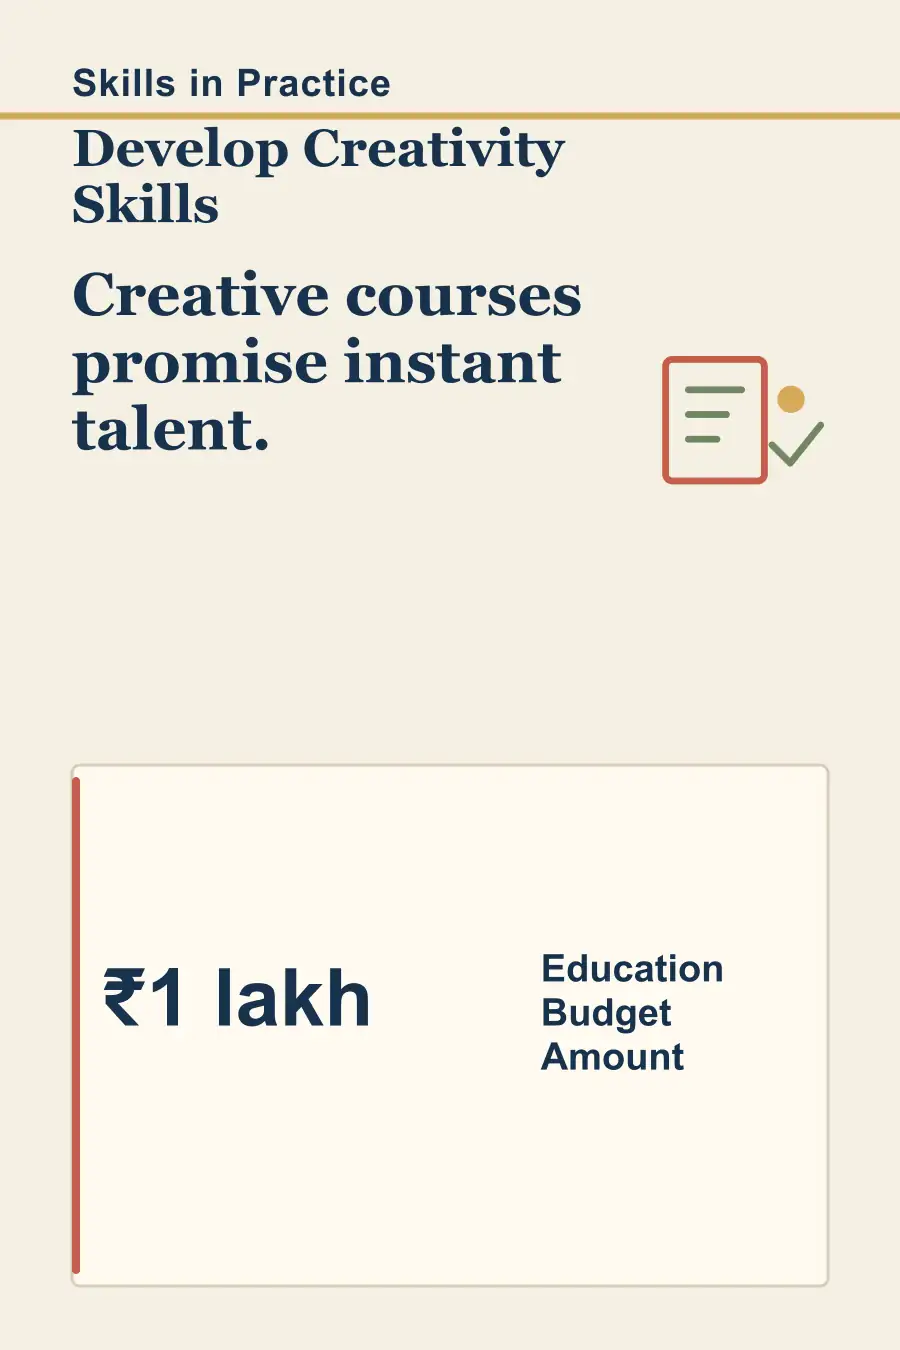 Skills in Practice
Develop Creativity
Skills
Creative courses
promise instant
talent.
₹1 lakh
Education
Budget
Amount